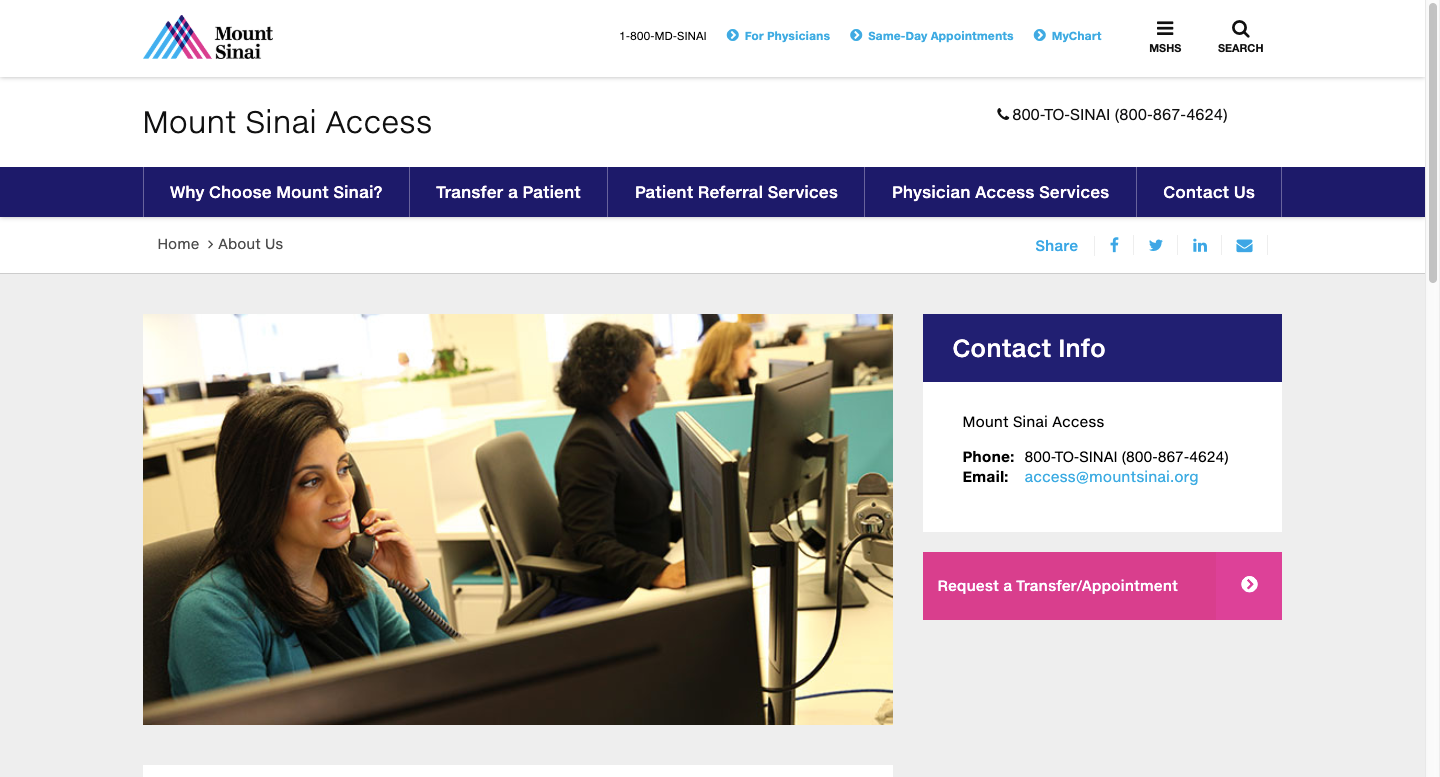 Mount
Sinai
1-800-MD-SINAI For Physicians Same-Day Appointments MyChart
MSHS
SEARCH
Mount Sinai Access
800-TO-SINAI (800-867-4624)
Why Choose Mount Sinai? Transfer a Patient Patient Referral Services Physician Access Services Contact Us
Home > About Us
Share
Contact Info
Mount Sinai Access
Phone: 800-TO-SINAI (800-867-4624)
Email: access@mountsinai.org
Request a Transfer/Appointment